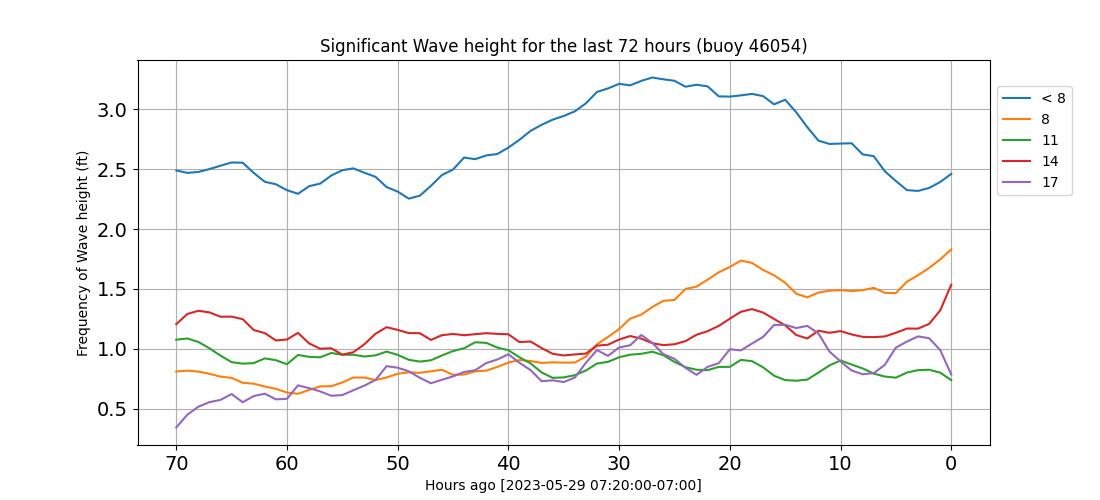 Significant Wave height for the last 72 hours (buoy 46054)
Frequency of Wave height (ft)
3.0
2.5
2.0
1.5
1.0
0.5
70 60 50 40 30 20 10 0
Hours ago [2023-05-29 07:20:00-07:00]
< 8
8
11
14
17